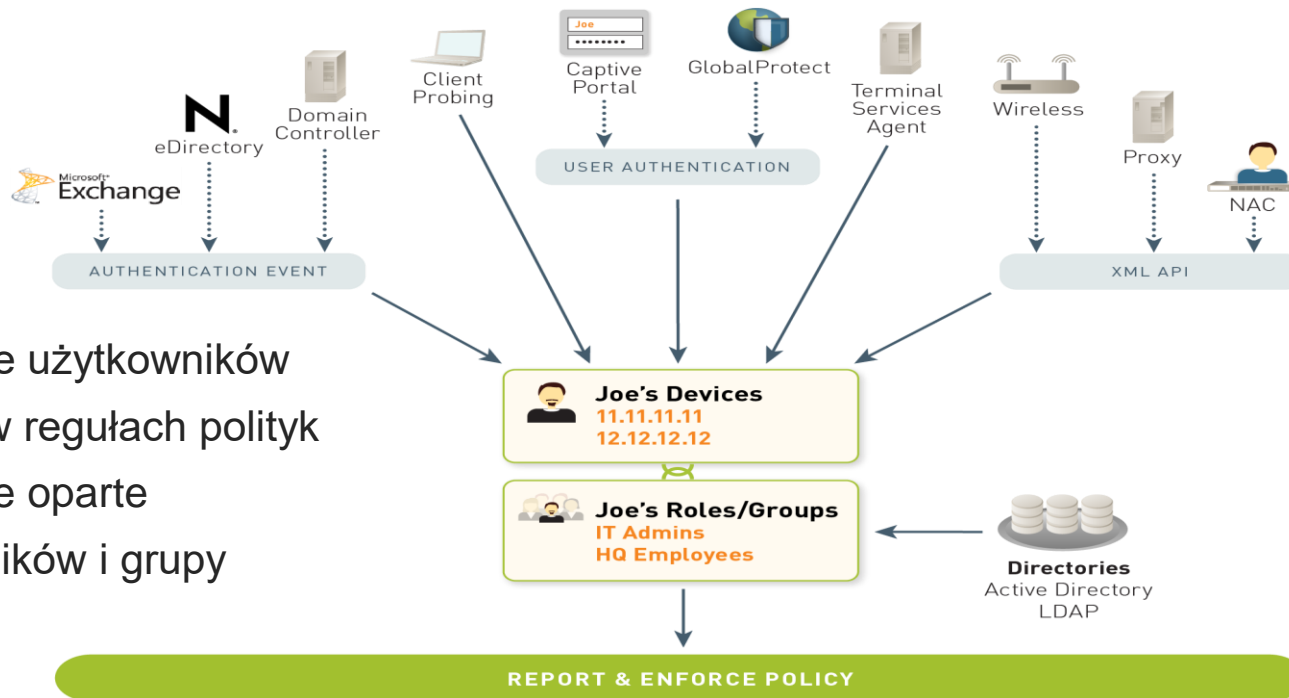 Joe
Client
Probing
Captive
Portal
GlobalProtect
Terminal
Services
Agent
Wireless
Domain
Controller
N
eDirectory
Microsoft
Exchange
Proxy
NAC
USER AUTHENTICATION
AUTHENTICATION EVENT
XML API
e użytkowników
w regułach polityk
e oparte
ików i grupy
Joe's Devices
11.11.11.11
12.12.12.12
Joe's Roles/Groups
IT Admins
HQ Employees
Directories
Active Directory
LDAP
REPORT & ENFORCE POLICY